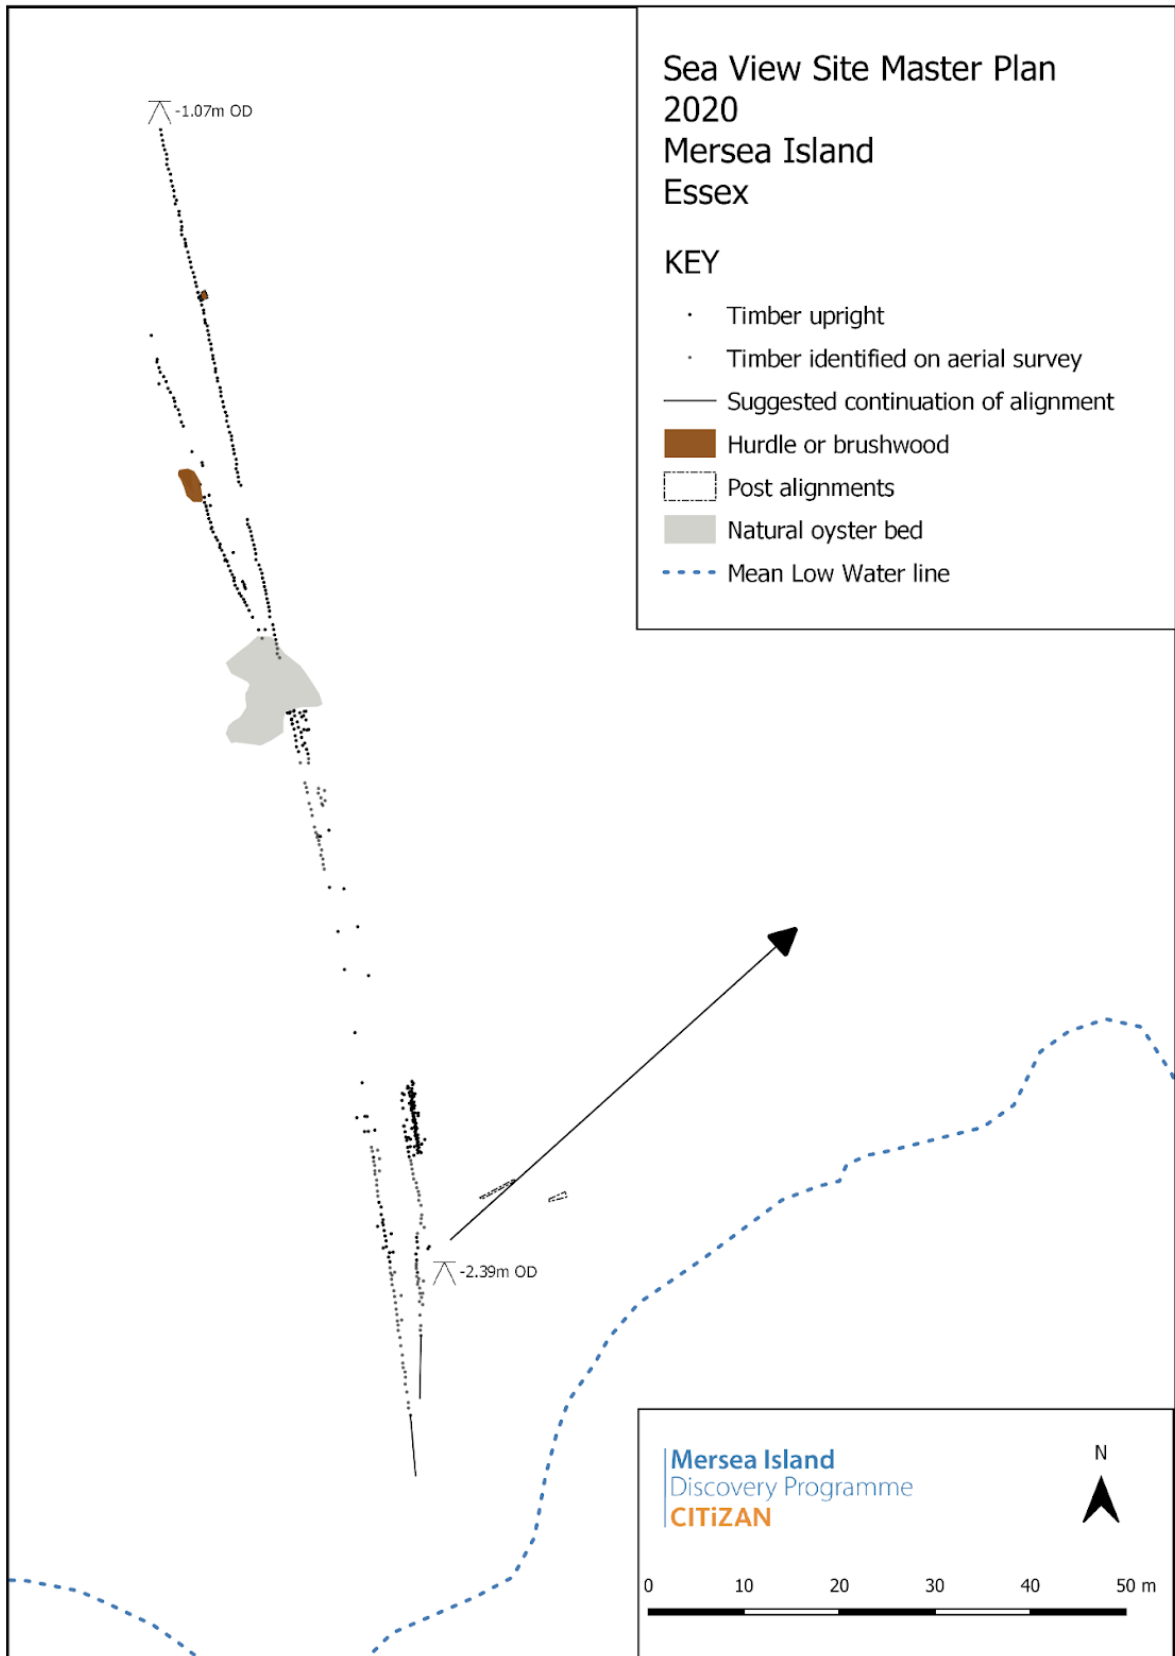 Sea View Site Master Plan
2020
Mersea Island
Essex
KEY
Timber upright
Timber identified on aerial survey
Suggested continuation of alignment
Hurdle or brushwood
Post alignments
Natural oyster bed
Mean Low Water line
-1.07m OD
-2.39m OD
Mersea Island
Discovery Programme
CITiZAN
N
0 10 20 30 40 50 m